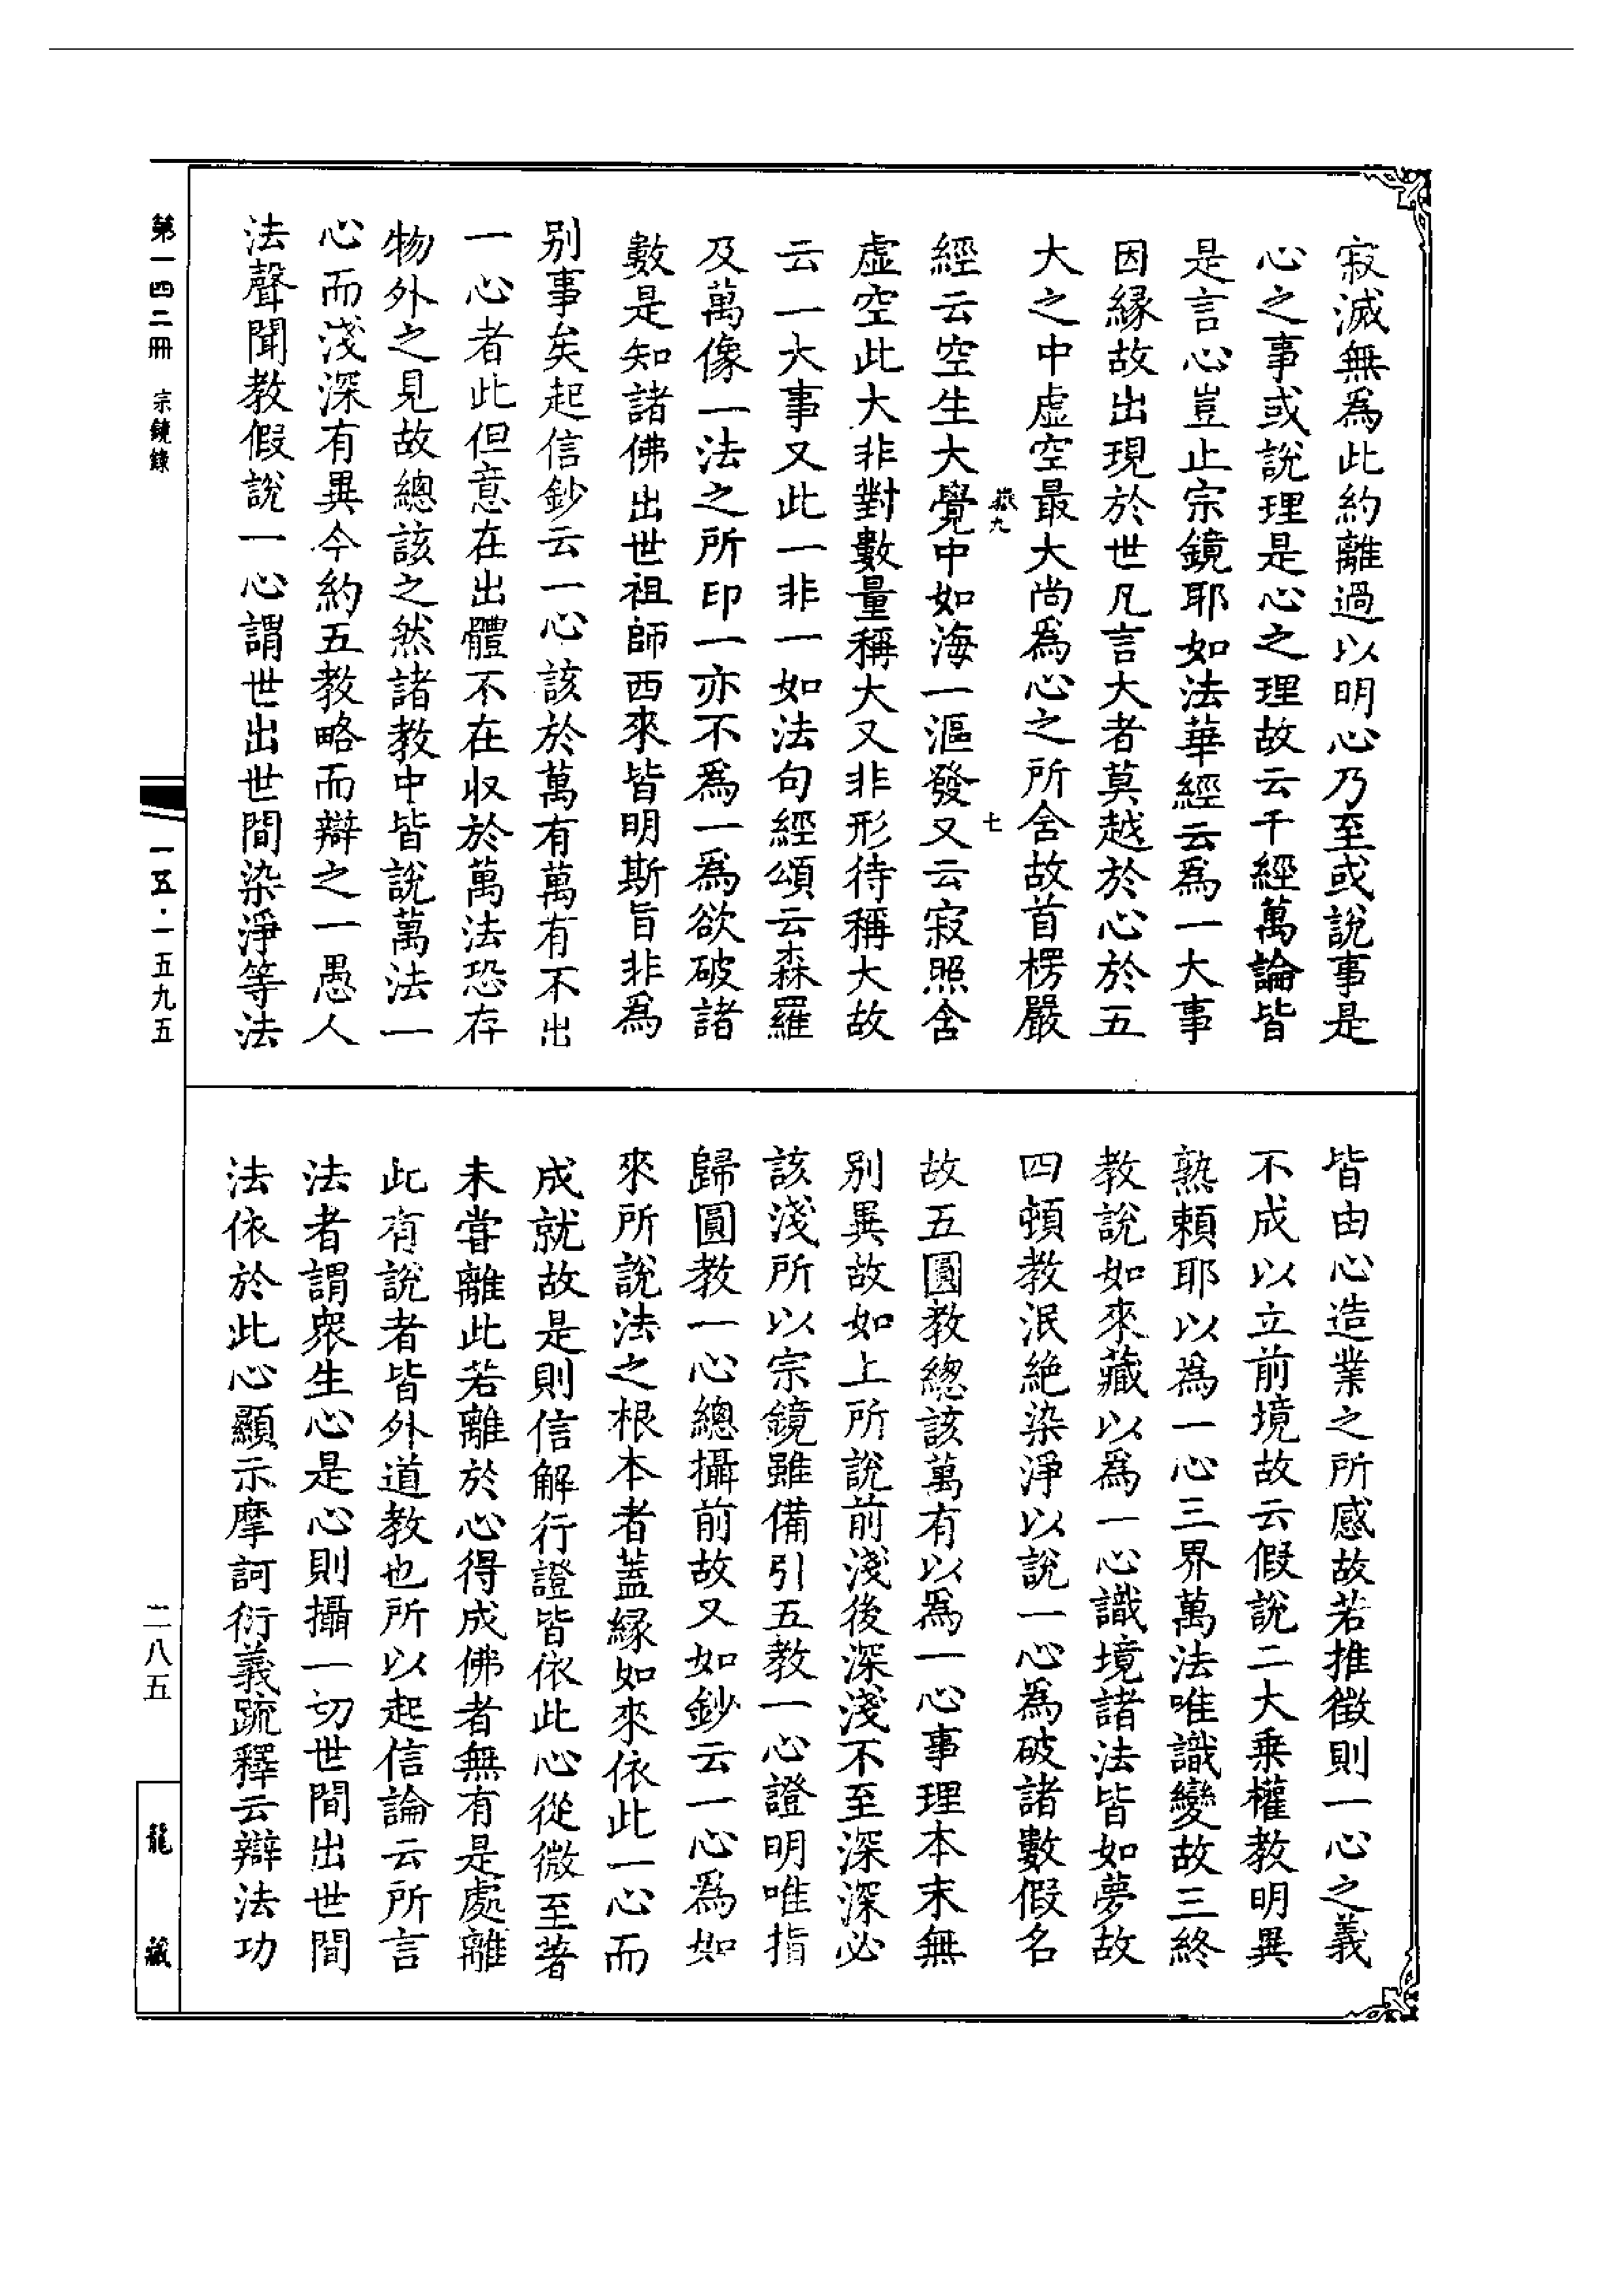 寂滅無為此約離過以明心乃至或說事是
心之事或說理是心之理故云千經萬論皆
是言心豈止宗鏡耶如法華經云爲一大事
因縁故出現於世凡言大者莫越於心於五
大之中虛空最大尚爲心之所含故首楞嚴
嶽九
七
經云空生大覺中如海一漚發又云寂照含
虛空此大非對數量稱大又非形待稱大故
云一大事又此一非一如法句經頌云森羅
及萬像一法之所印一亦不爲一爲欲破諸
數是知諸佛出世祖師西來皆明斯旨非爲
別事矣起信鈔云一心該於萬有萬有不出
一心者此但意在出體不在収於萬法恐存
物外之見故總該之然諸教中皆說萬法一
心而淺深有異今約五教略而辯之一愚人
法聲聞教假說一心謂世出世間染淨等法
皆由心造業之所感故若推徵則一心之義
不成以立前境故云假說二大乗權教明異
熟頼耶以爲一心三界萬法唯識變故三終
教說如來藏以爲一心識境諸法皆如夢故
四頓教泯絶染淨以說一心為破諸數假名
故五圓教總該萬有以爲一心事理本末無
別異故如上所說前淺後深淺不至深深必
該淺所以宗鏡雖備引五教一心證明唯指
歸圓教一心總攝前故又如鈔云一心爲如
來所說法之根本者蓋縁如來依此一心而
成就故是則信解行證皆依此心從微至著
未甞離此若離於心得成佛者無有是處離
此有說者皆外道教也所以起信論云所言
法者謂衆生心是心則攝一切世間出世間
法依於此心顯示摩訶衍義疏釋云辯法功
第一四二冊 宗鏡錄
一五·一五九五
二八五
龍藏